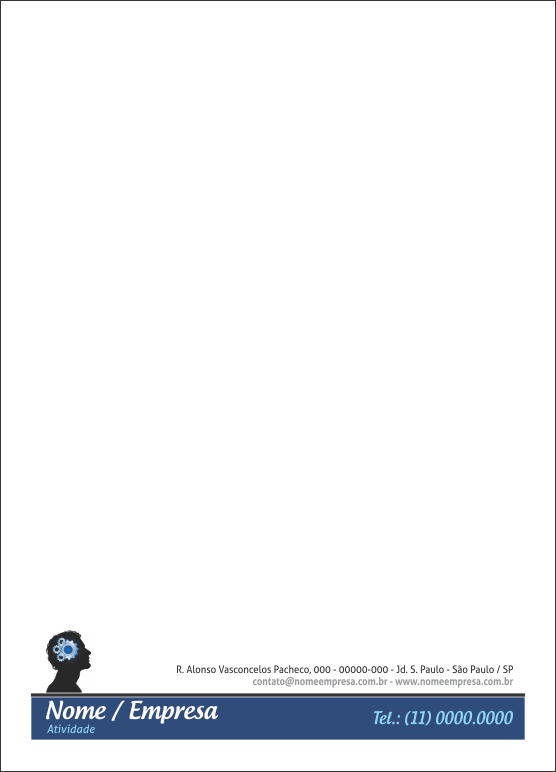 R. Alonso Vasconcelos Pacheco, 000 - 00000-000 - Jd. S. Paulo - São Paulo / SP
contato@nomeempresa.com.br - www.nomeempresa.com.br
Nome / Empresa
Atividade
Tel.: (11) 0000.0000